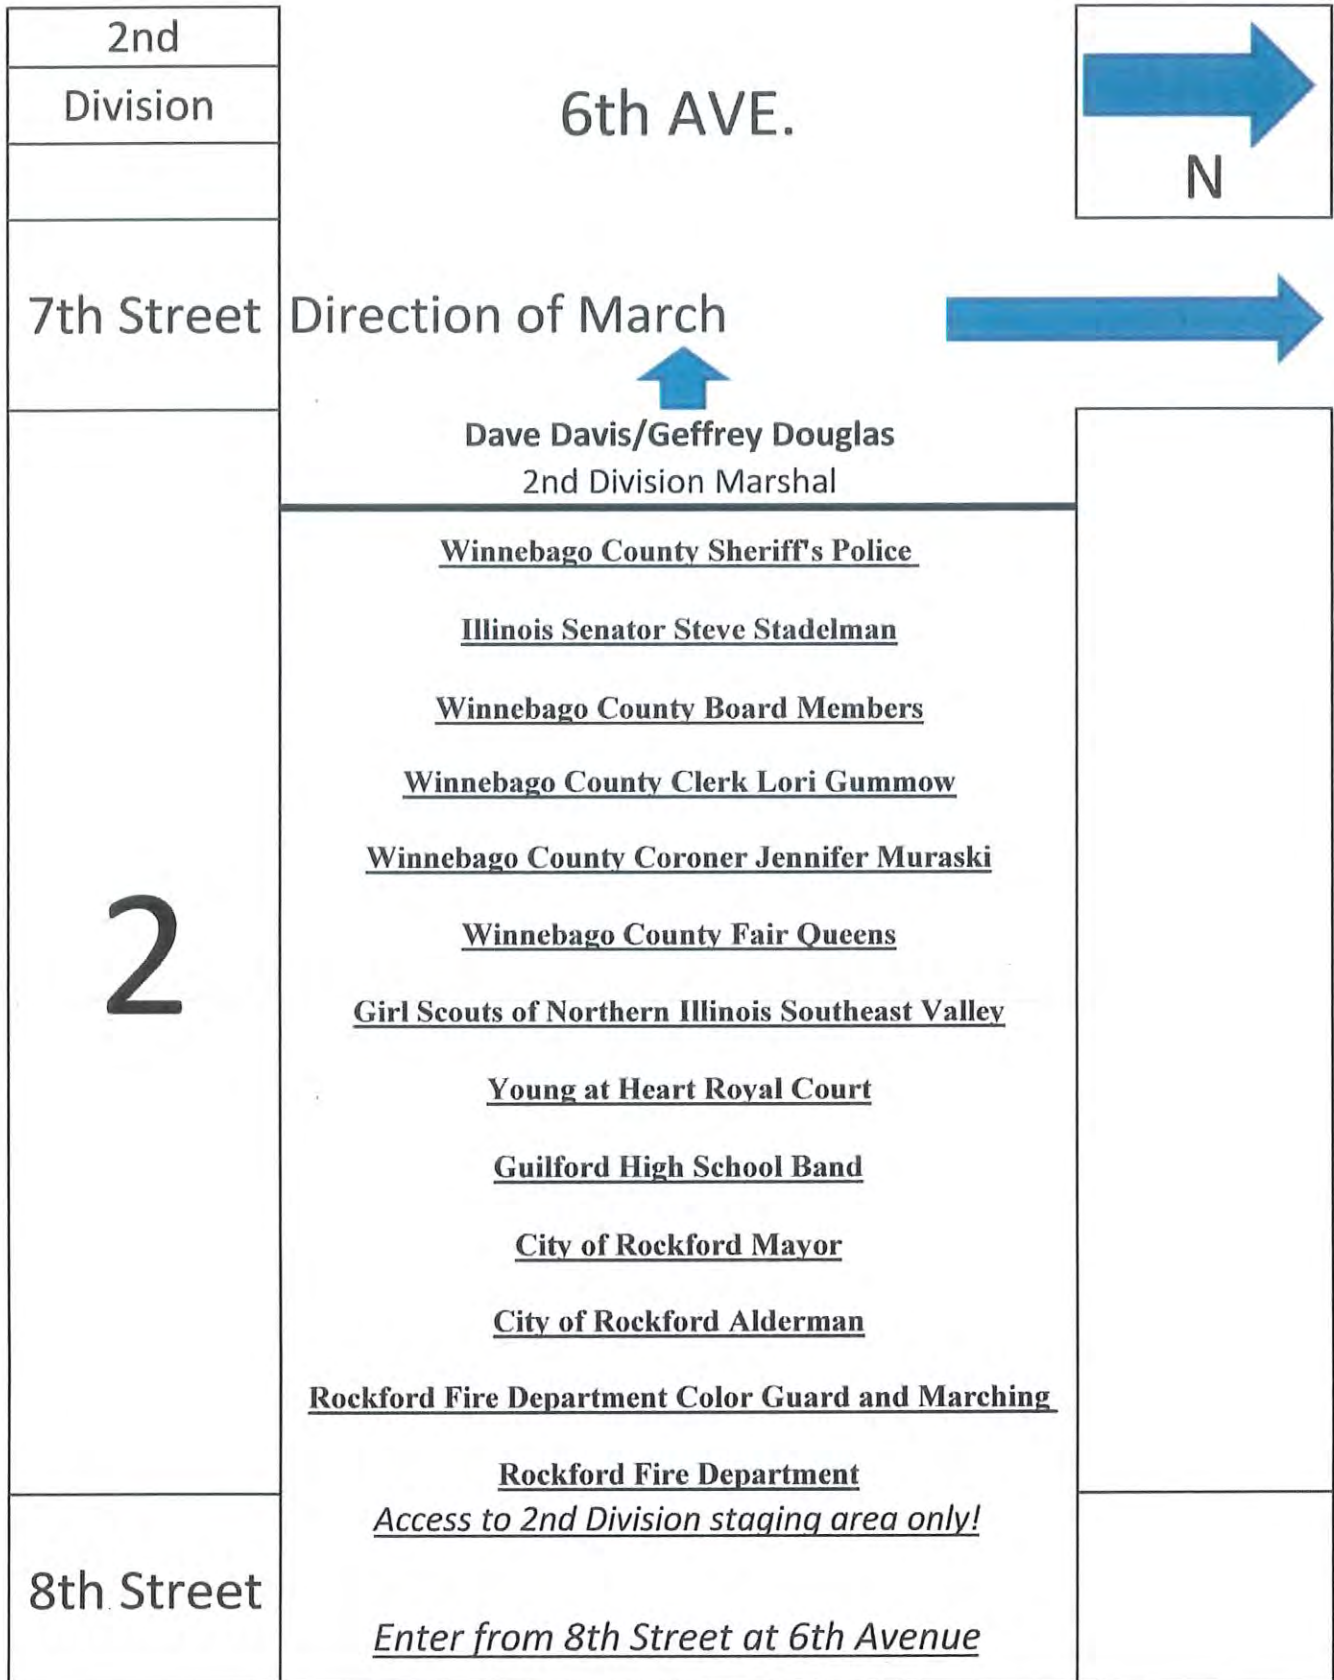 2nd
Division
6th AVE.
N
7th Street
Direction of March
Dave Davis/Geffrey Douglas
2nd Division Marshal
Winnebago County Sheriff's Police
Illinois Senator Steve Stadelman
Winnebago County Board Members
Winnebago County Clerk Lori Gummow
Winnebago County Coroner Jennifer Muraski
Winnebago County Fair Queens
2
Girl Scouts of Northern Illinois Southeast Valley
Young at Heart Royal Court
Guilford High School Band
City of Rockford Mayor
City of Rockford Alderman
Rockford Fire Department Color Guard and Marching
Rockford Fire Department
Access to 2nd Division staging area only!
8th Street
Enter from 8th Street at 6th Avenue